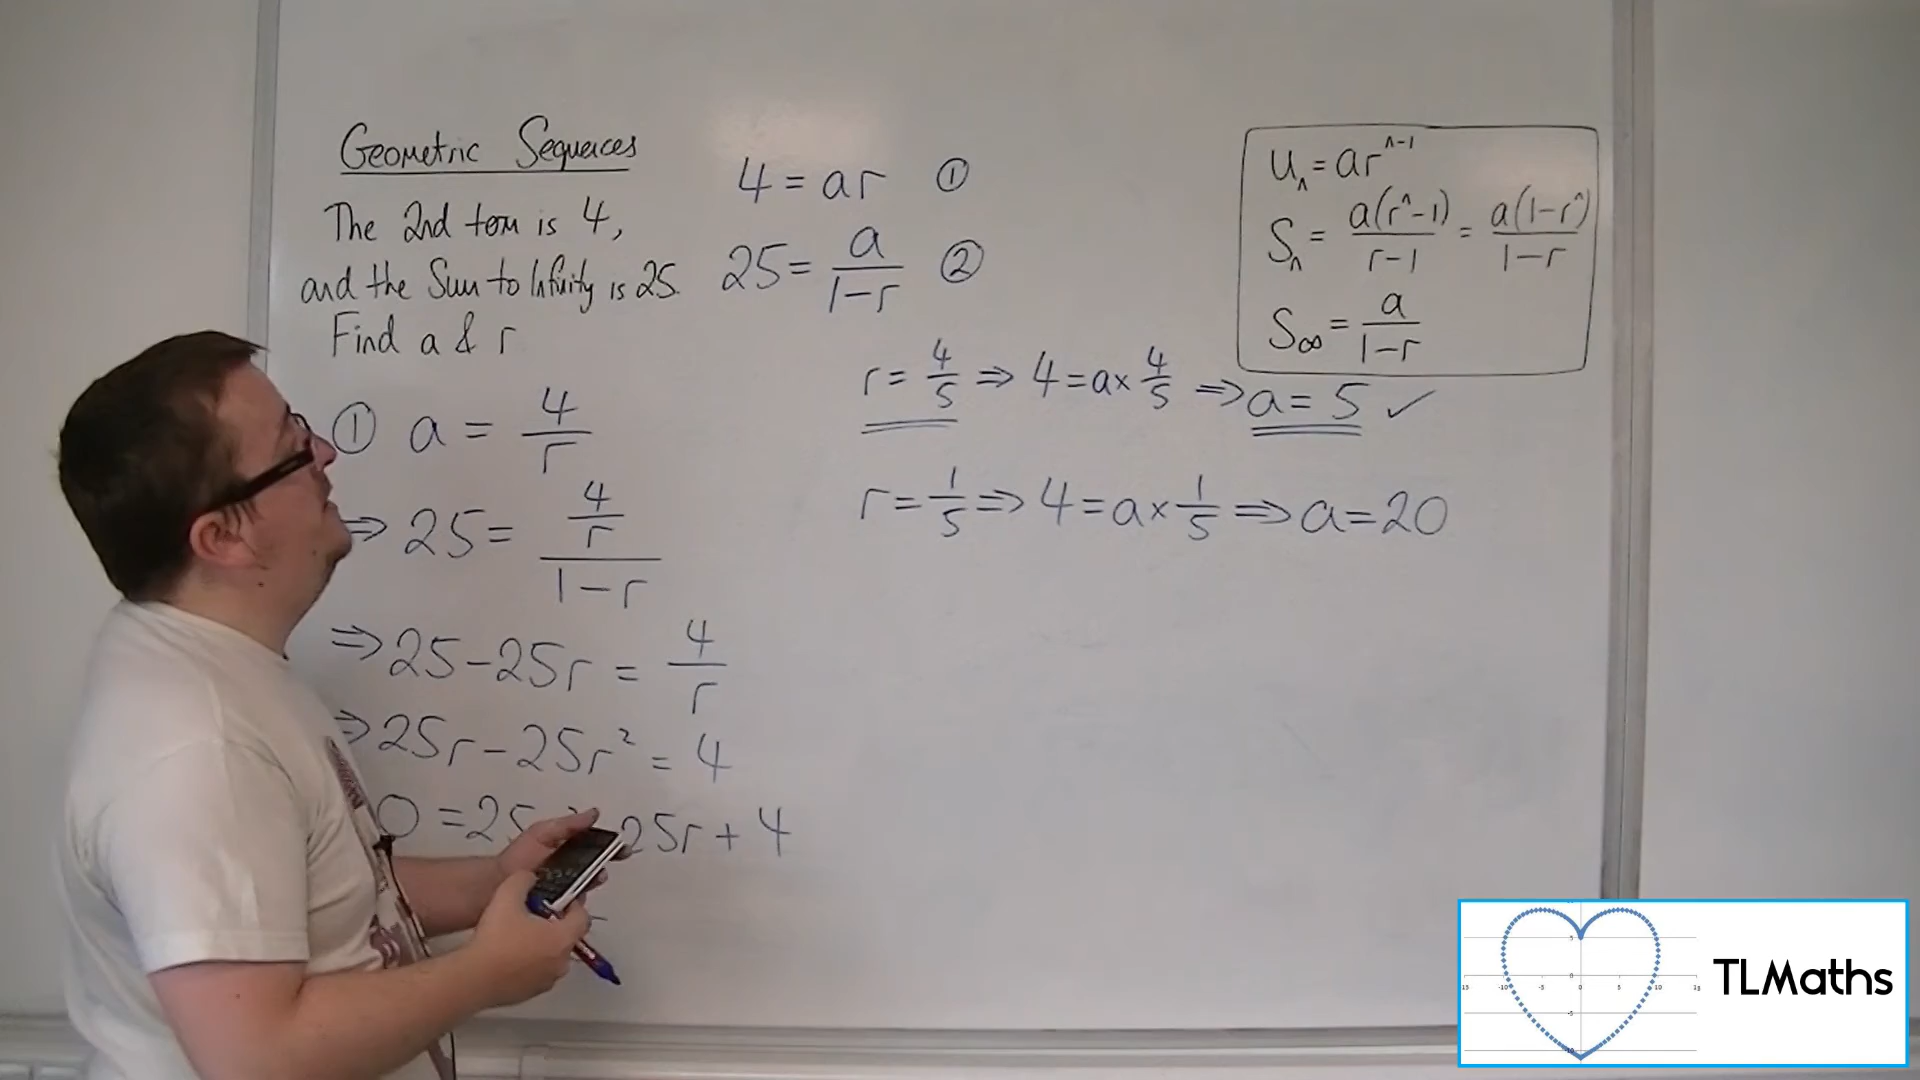 Geometric Sequences
The 2nd term is 4,
and the Sum to Infinity is 25.
Find a & r
① a = 4/r
⇒ 25 = (4/r)/(1-r)
⇒ 25 - 25r = 4/r
⇒ 25r - 25r² = 4
0 = 25 25r + 4
4 = ar ①
25 = a/(1-r) ②
r = 4/5 ⇒ 4 = a × 4/5 ⇒ a = 5 ✓
r = 1/5 ⇒ 4 = a × 1/5 ⇒ a = 20
Uₙ = arⁿ⁻¹
Sₙ = a(rⁿ-1)/(r-1) = a(1-rⁿ)/(1-r)
S∞ = a/(1-r)
TLMaths